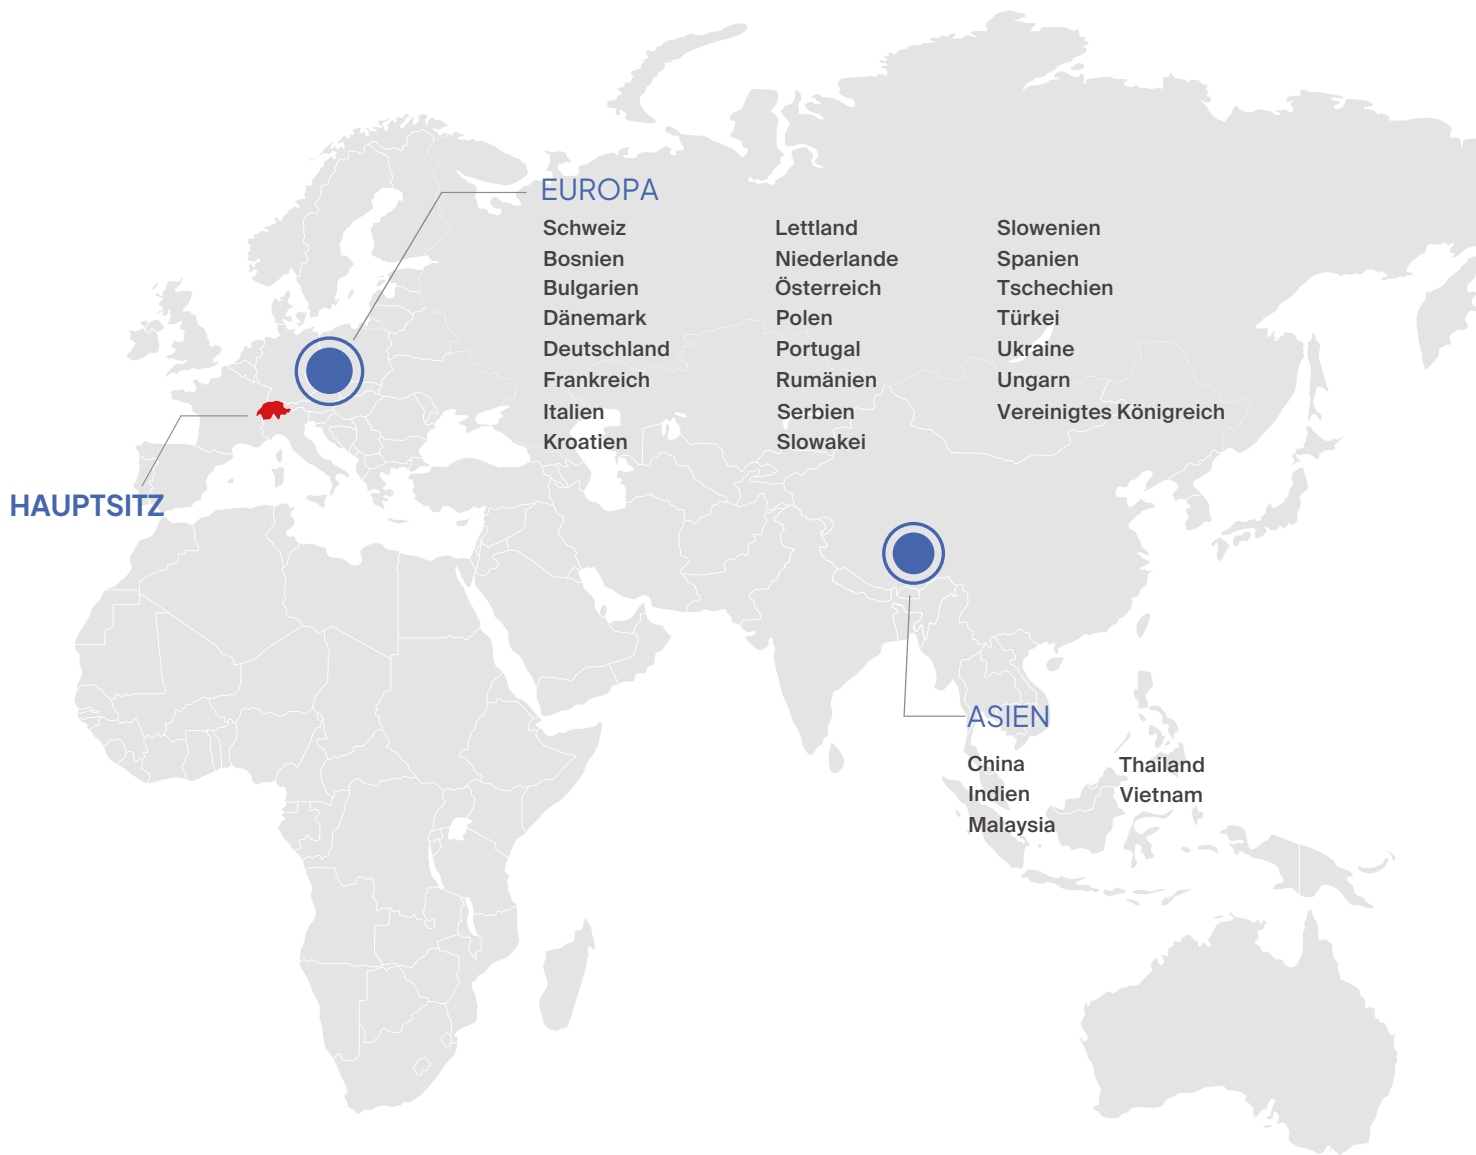 EUROPA
Schweiz
Bosnien
Bulgarien
Dänemark
Deutschland
Frankreich
Italien
Kroatien
Lettland
Niederlande
Österreich
Polen
Portugal
Rumänien
Serbien
Slowakei
Slowenien
Spanien
Tschechien
Türkei
Ukraine
Ungarn
Vereinigtes Königreich
HAUPTSITZ
ASIEN
China
Indien
Malaysia
Thailand
Vietnam